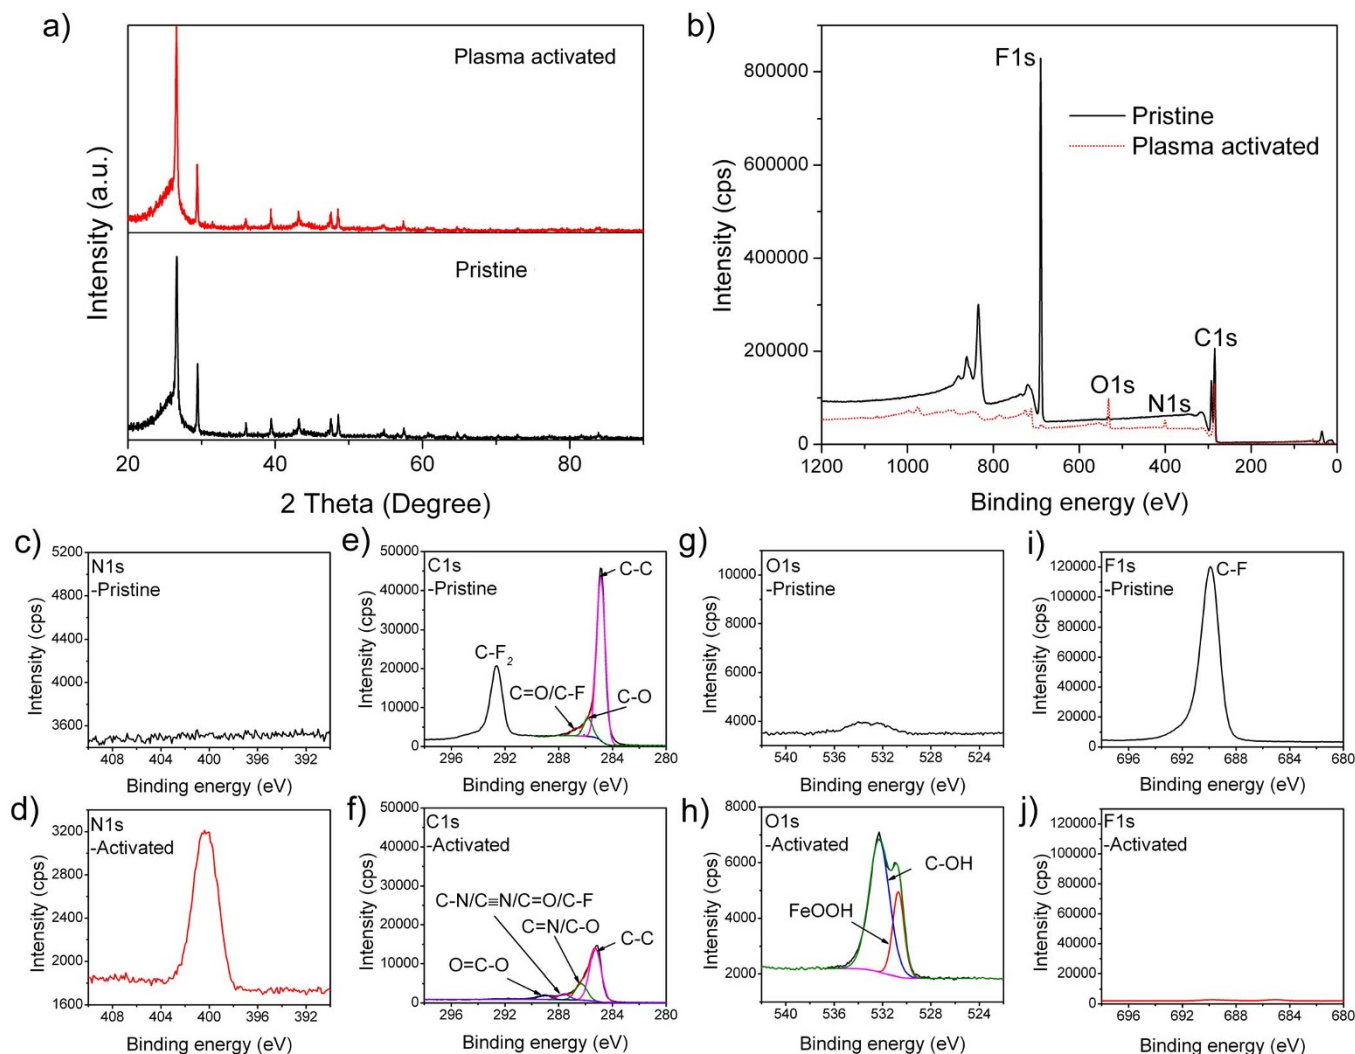 a)
Plasma activated
Pristine
Intensity (a.u.)
20 40 60 80
2 Theta (Degree)
b)
F1s
Pristine
Plasma activated
O1s
N1s
C1s
Intensity (cps)
800000
600000
400000
200000
0
1200 1000 800 600 400 200 0
Binding energy (eV)
c)
N1s
-Pristine
Intensity (cps)
5200
4800
4400
4000
3600
408 404 400 396 392
Binding energy (eV)
e)
C1s
-Pristine
C-C
C-F2
C=O/C-F
C-O
Intensity (cps)
50000
40000
30000
20000
10000
0
296 292 288 284 280
Binding energy (eV)
g)
O1s
-Pristine
Intensity (cps)
10000
8000
6000
4000
2000
540 536 532 528 524
Binding energy (eV)
i)
F1s
-Pristine
C-F
Intensity (cps)
120000
100000
80000
60000
40000
20000
0
696 692 688 684 680
Binding energy (eV)
d)
N1s
-Activated
Intensity (cps)
3200
2800
2400
2000
1600
408 404 400 396 392
Binding energy (eV)
f)
C1s
-Activated
C-N/C≡N/C=O/C-F
C=N/C-O
C-C
O=C-O
Intensity (cps)
50000
40000
30000
20000
10000
0
296 292 288 284 280
Binding energy (eV)
h)
O1s
-Activated
C-OH
FeOOH
Intensity (cps)
8000
6000
4000
2000
540 536 532 528 524
Binding energy (eV)
j)
F1s
-Activated
Intensity (cps)
120000
100000
80000
60000
40000
20000
0
696 692 688 684 680
Binding energy (eV)